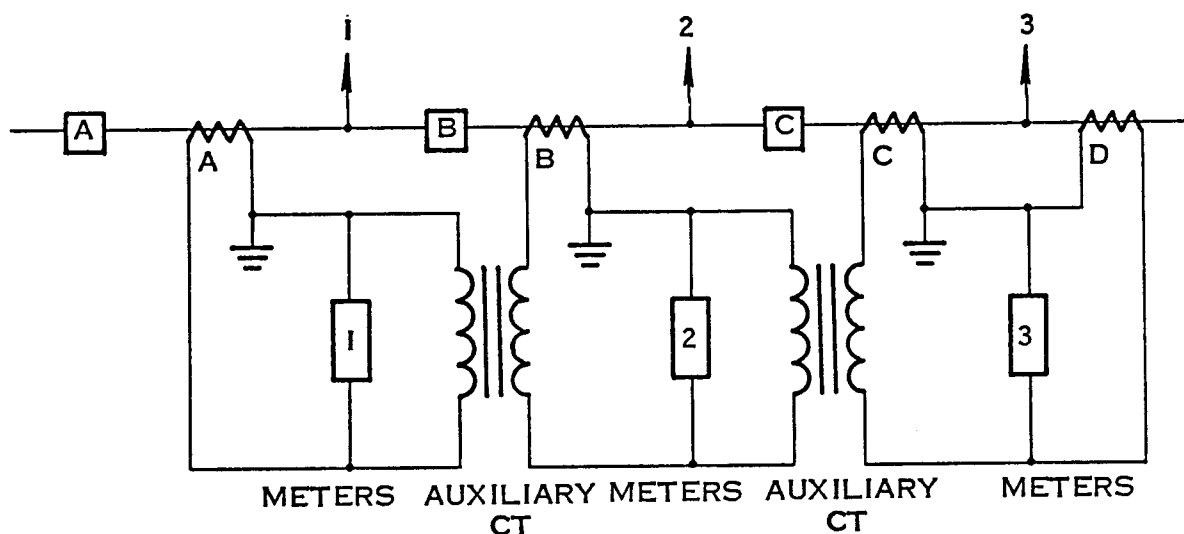 1 2 3
A B C
A B C D
1 2 3
METERS AUXILIARY CT METERS AUXILIARY CT METERS